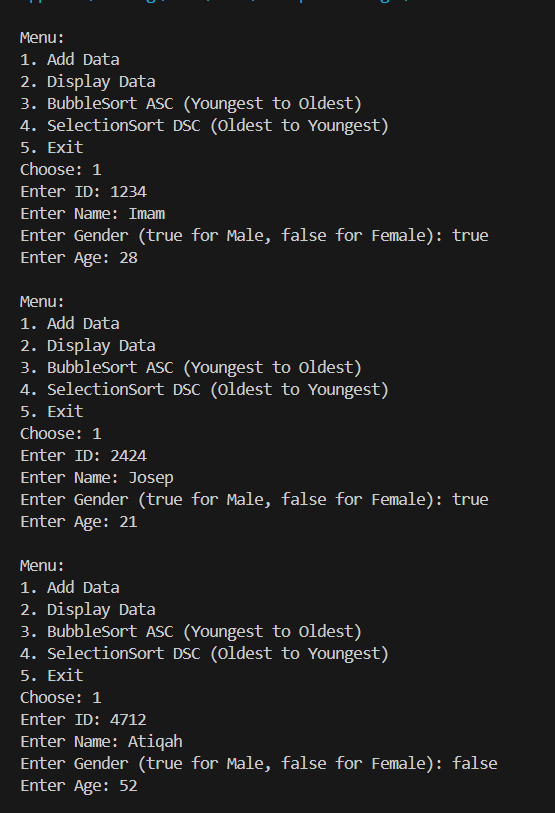 Menu:
1. Add Data
2. Display Data
3. BubbleSort ASC (Youngest to Oldest)
4. SelectionSort DSC (Oldest to Youngest)
5. Exit
Choose: 1
Enter ID: 1234
Enter Name: Imam
Enter Gender (true for Male, false for Female): true
Enter Age: 28
Menu:
1. Add Data
2. Display Data
3. BubbleSort ASC (Youngest to Oldest)
4. SelectionSort DSC (Oldest to Youngest)
5. Exit
Choose: 1
Enter ID: 2424
Enter Name: Josep
Enter Gender (true for Male, false for Female): true
Enter Age: 21
Menu:
1. Add Data
2. Display Data
3. BubbleSort ASC (Youngest to Oldest)
4. SelectionSort DSC (Oldest to Youngest)
5. Exit
Choose: 1
Enter ID: 4712
Enter Name: Atiqah
Enter Gender (true for Male, false for Female): false
Enter Age: 52